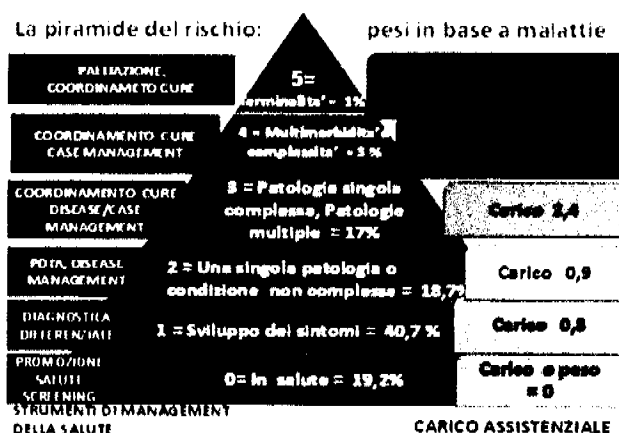 La piramide del rischio: pesi in base a malattie
PALLIAZIONE,
COORDINAMETO CURE
5=
terminalita' = 1%
COORDINAMENTO CURE
CASE MANAGEMENT
4 = Multimorbidita'
complessita' = 3 %
COORDINAMENTO CURE
DISEASE/CASE
MANAGEMENT
3 = Patologia singola
complessa, Patologie
multiple = 17%
Carico 2,4
PDTA, DISEASE
MANAGEMENT
2 = Una singola patologia o
condizione non complessa = 18,7%
Carico 0,9
DIAGNOSTICA
DIFFERENZIALE
1 = Sviluppo dei sintomi = 40,7 %
Carico 0,8
PROMOZIONE
SALUTE
SCREENING
0= In salute = 19,2%
Carico o peso
= 0
STRUMENTI DI MANAGEMENT
DELLA SALUTE
CARICO ASSISTENZIALE